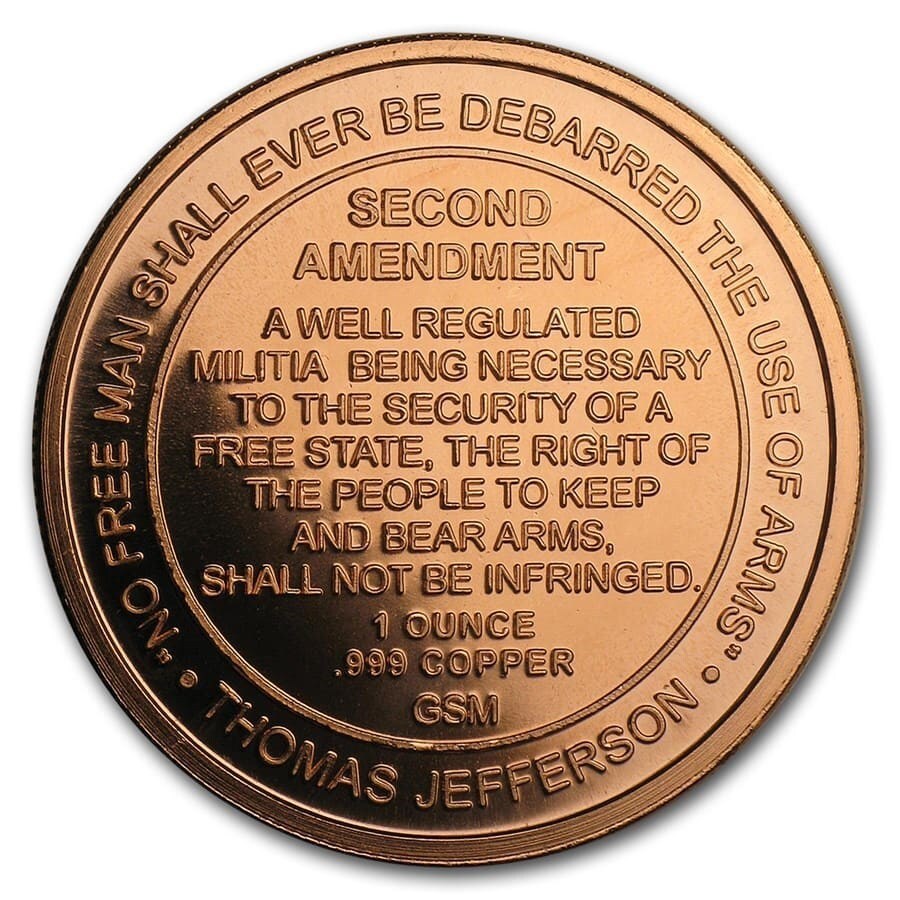 "NO FREE MAN SHALL EVER BE DEBARRED THE USE OF ARMS"
• THOMAS JEFFERSON •
SECOND
AMENDMENT
A WELL REGULATED
MILITIA BEING NECESSARY
TO THE SECURITY OF A
FREE STATE, THE RIGHT OF
THE PEOPLE TO KEEP
AND BEAR ARMS,
SHALL NOT BE INFRINGED.
1 OUNCE
.999 COPPER
GSM